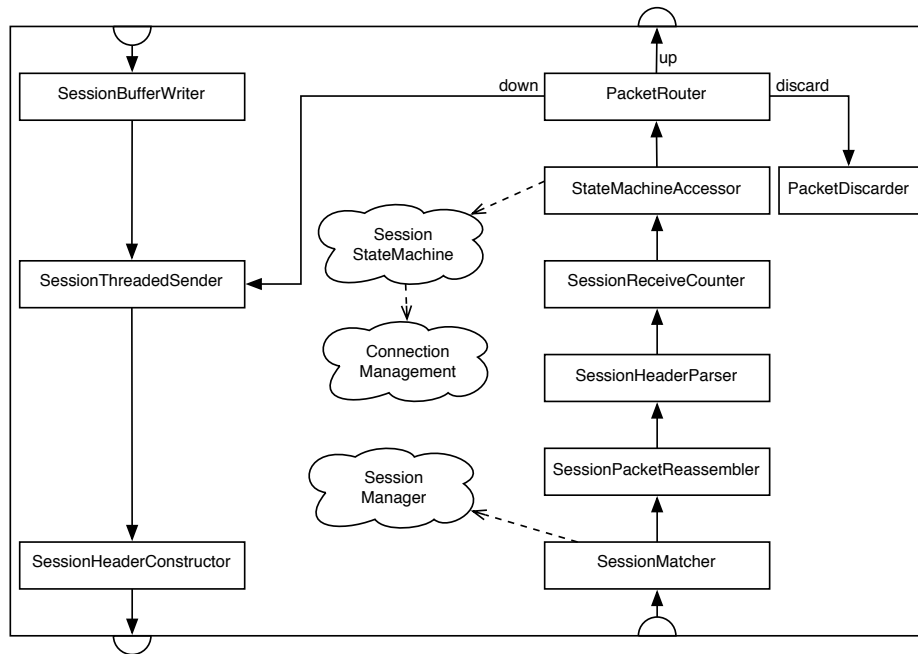 up
SessionBufferWriter
down
PacketRouter
discard
StateMachineAccessor
PacketDiscarder
Session
StateMachine
SessionThreadedSender
SessionReceiveCounter
Connection
Management
SessionHeaderParser
SessionPacketReassembler
Session
Manager
SessionHeaderConstructor
SessionMatcher